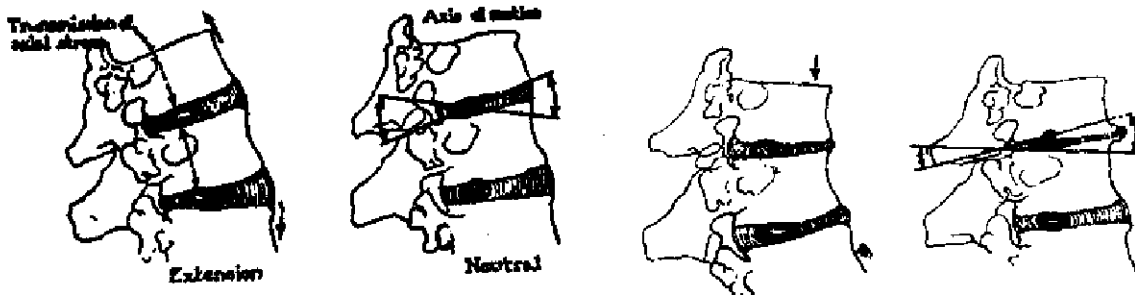 Transmission of
axial stress
Axis of motion
Extension
Neutral